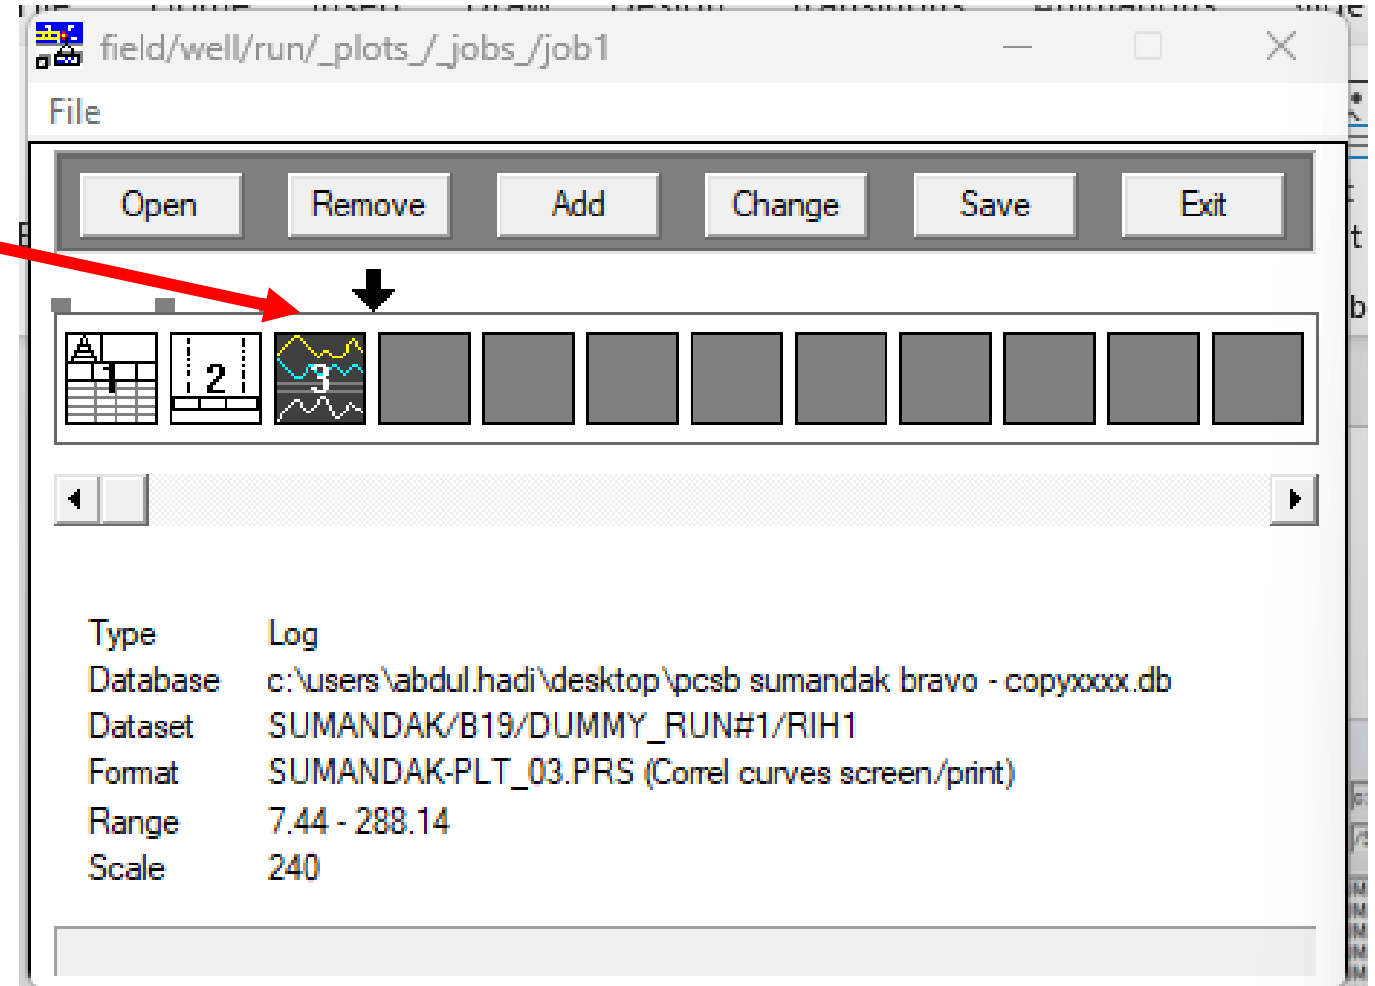 field/well/run/_plots_/_jobs_/job1
File
Open Remove Add Change Save Exit
1 2 3
Type Log
Database c:\users\abdul.hadi\desktop\pcsb sumandak bravo - copyxxxx.db
Dataset SUMANDAK/B19/DUMMY_RUN#1/RIH1
Format SUMANDAK-PLT_03.PRS (Correl curves screen/print)
Range 7.44 - 288.14
Scale 240